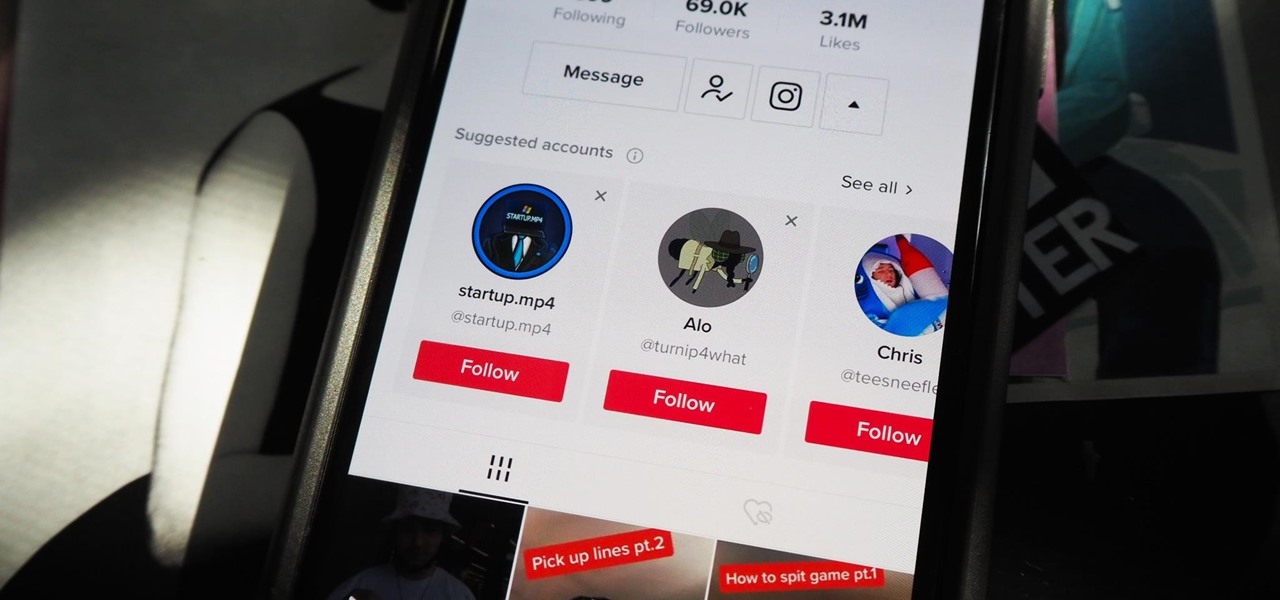 69.0K
3.1M
Following
Followers
Likes
Message
Suggested accounts
See all >
STARTUP.MP4
startup.mp4
@startup.mp4
Follow
Alo
@turnip4what
Follow
Chris
@teesneefle
Follow
Pick up lines pt.2
How to spit game pt.1
TER